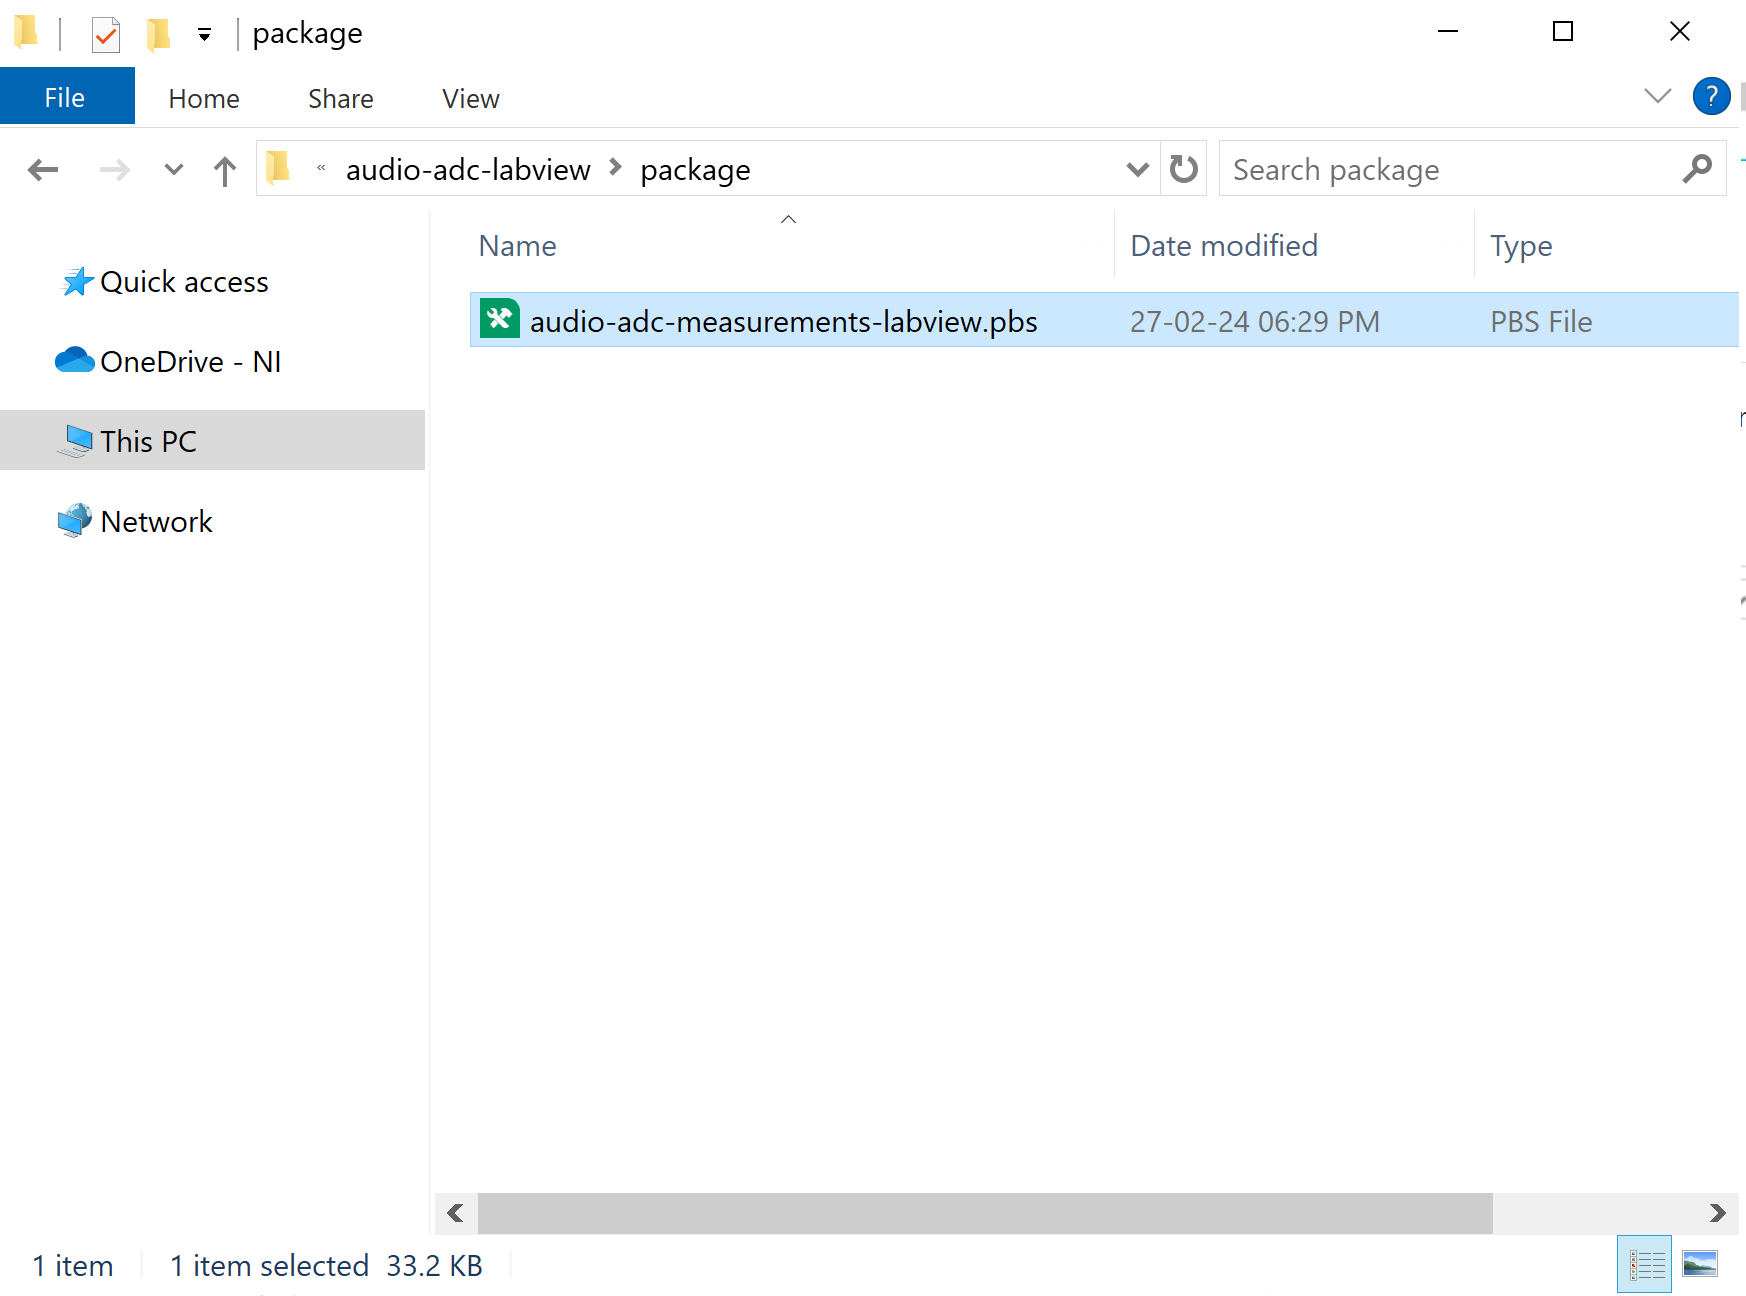 package
File Home Share View ?
« audio-adc-labview > package Search package
Name Date modified Type
Quick access
audio-adc-measurements-labview.pbs 27-02-24 06:29 PM PBS File
OneDrive - NI
This PC
Network
1 item 1 item selected 33.2 KB